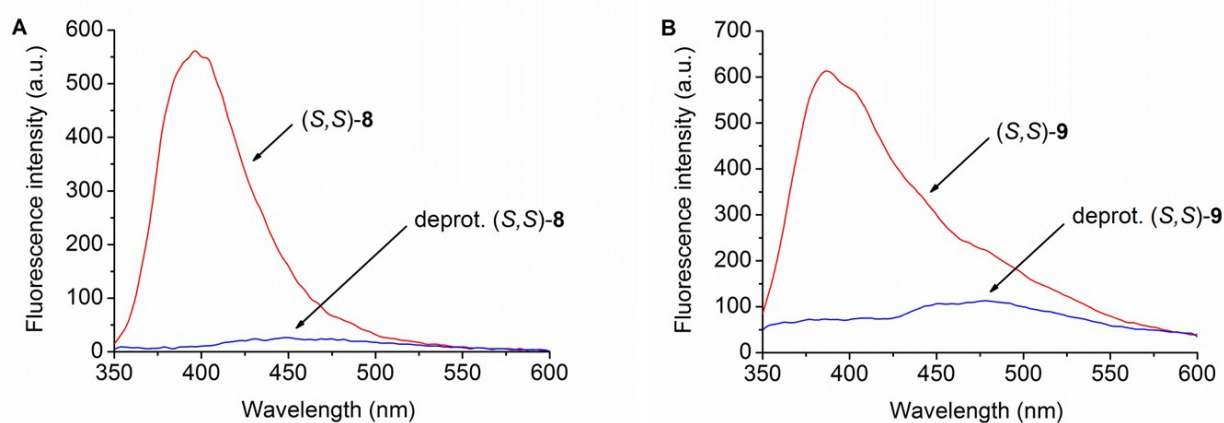 A
600
500
400
300
200
100
0
Fluorescence intensity (a.u.)
(S,S)-8
deprot. (S,S)-8
350 400 450 500 550 600
Wavelength (nm)
B
700
600
500
400
300
200
100
0
Fluorescence intensity (a.u.)
(S,S)-9
deprot. (S,S)-9
350 400 450 500 550 600
Wavelength (nm)